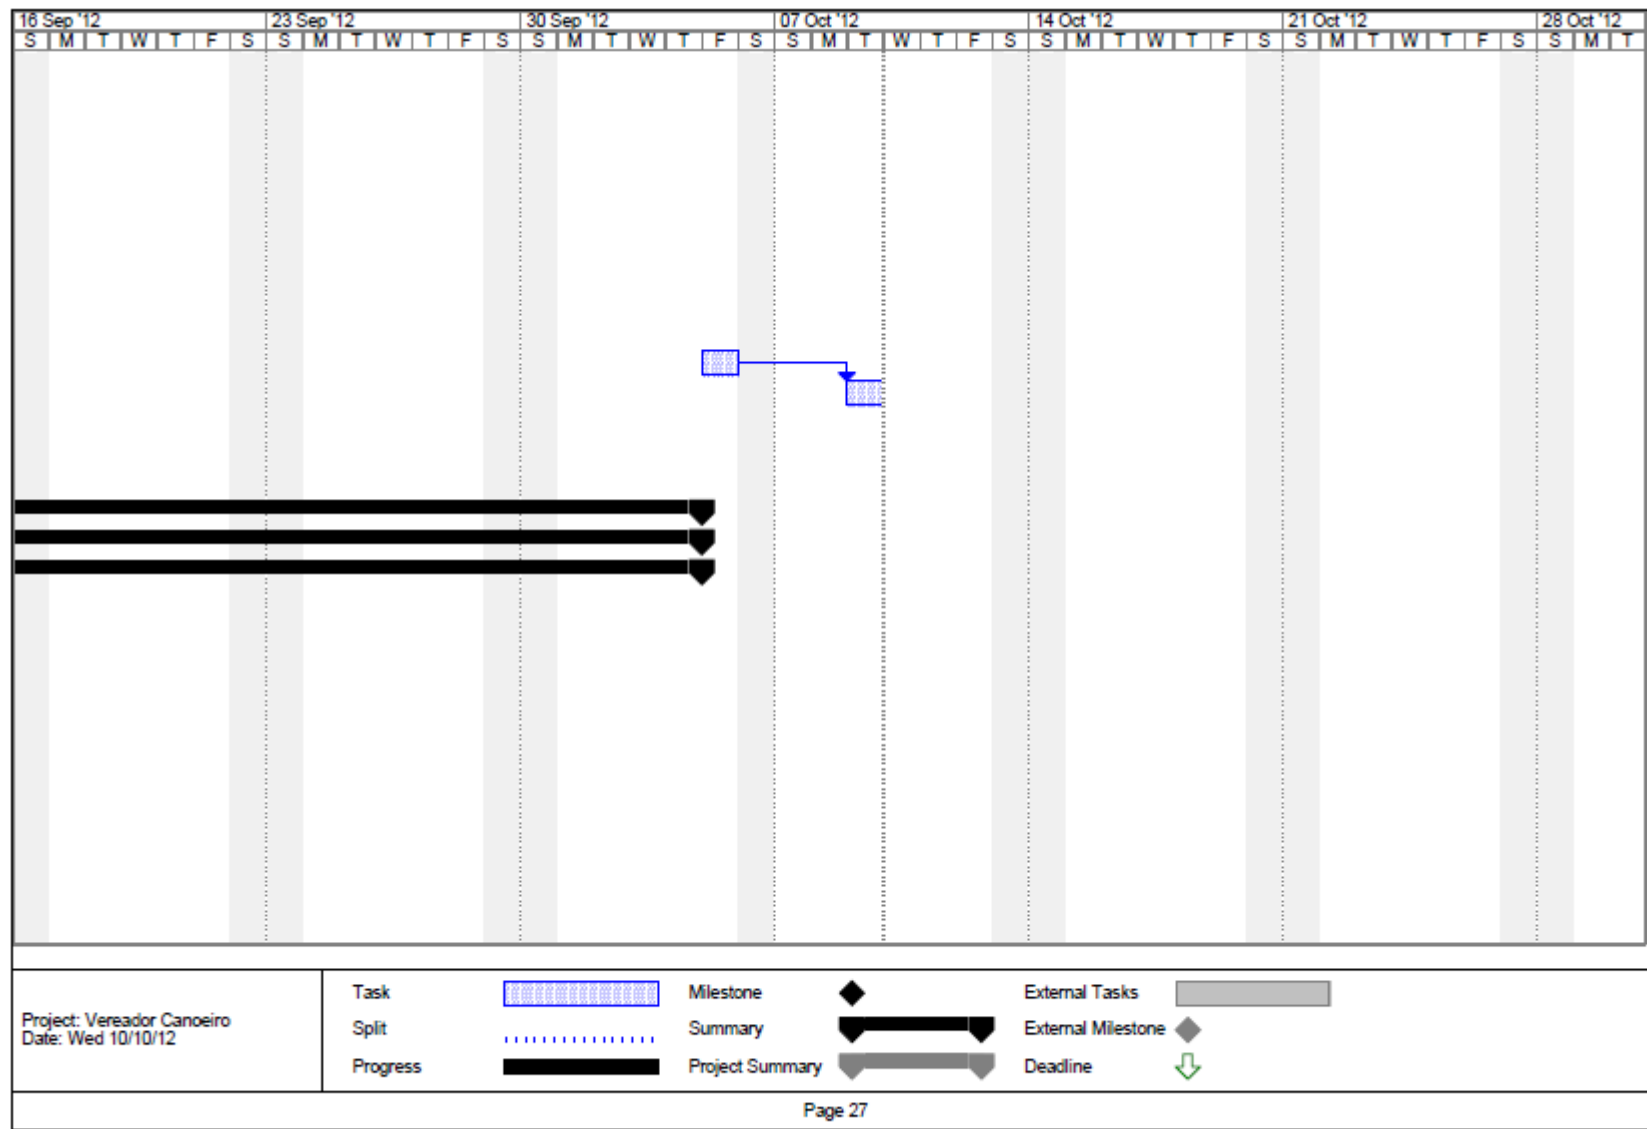 16 Sep '12 23 Sep '12 30 Sep '12 07 Oct '12 14 Oct '12 21 Oct '12 28 Oct '12
S M T W T F S S M T W T F S S M T W T F S S M T W T F S S M T W T F S S M T W T F S S M T
Task Milestone External Tasks
Project: Vereador Canoeiro
Date: Wed 10/10/12
Split Summary External Milestone
Progress Project Summary Deadline
Page 27